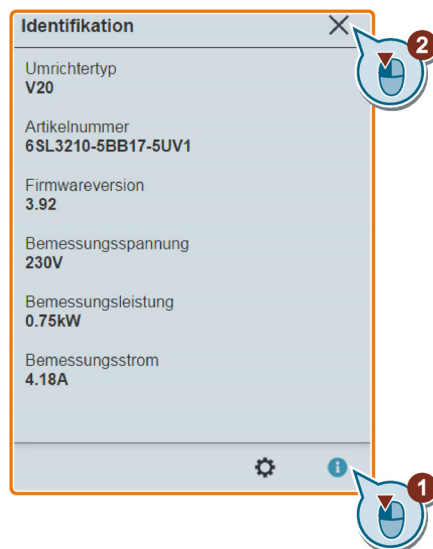 Identifikation
2
Umrichtertyp
V20
Artikelnummer
6SL3210-5BB17-5UV1
Firmwareversion
3.92
Bemessungsspannung
230V
Bemessungsleistung
0.75kW
Bemessungsstrom
4.18A
i
1